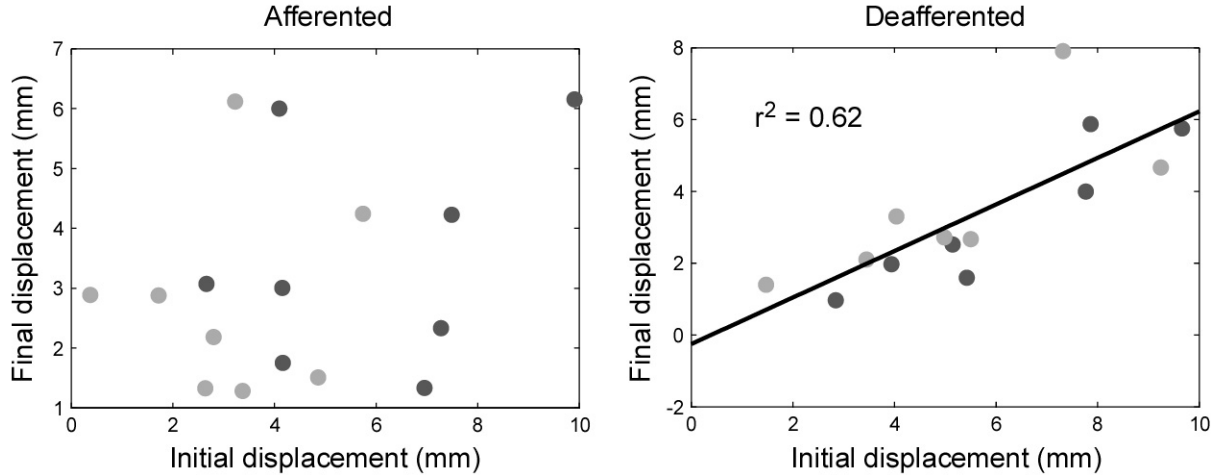 Afferented
7
6
5
4
3
2
1
Final displacement (mm)
0 2 4 6 8 10
Initial displacement (mm)
Deafferented
8
6
4
2
0
-2
Final displacement (mm)
r² = 0.62
0 2 4 6 8 10
Initial displacement (mm)